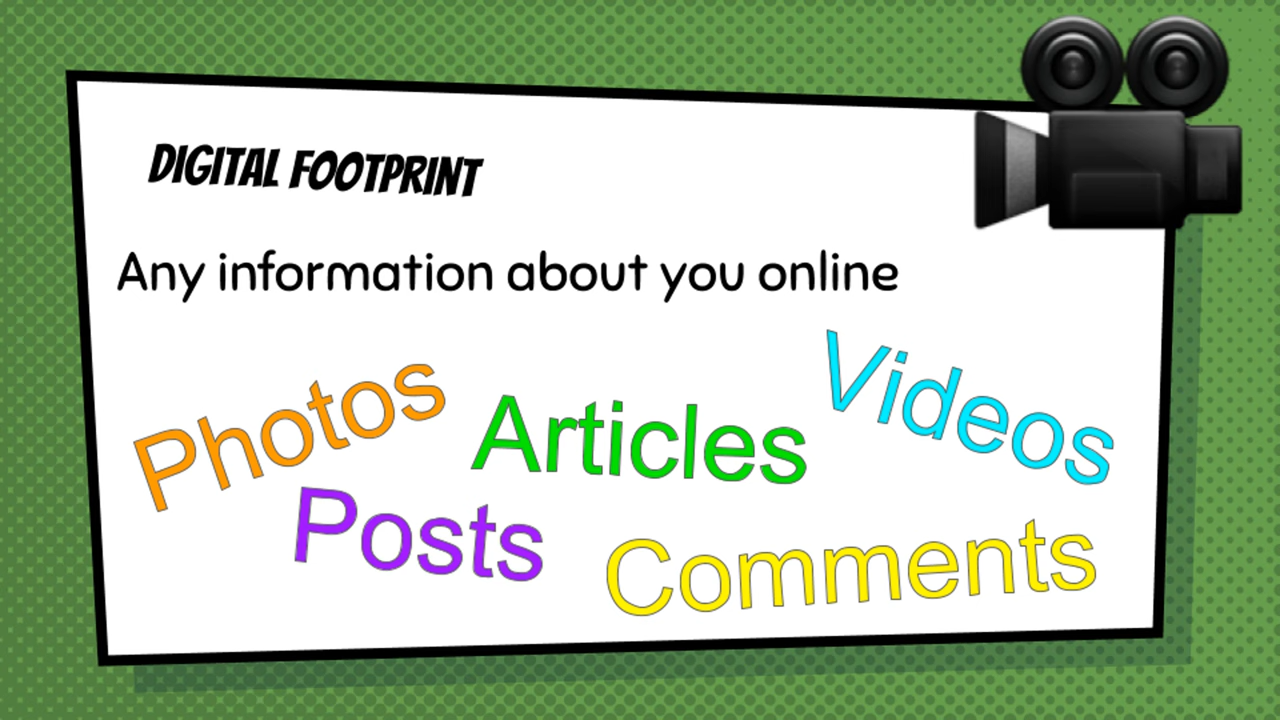 DIGITAL FOOTPRINT
Any information about you online
Photos Articles Videos
Posts Comments